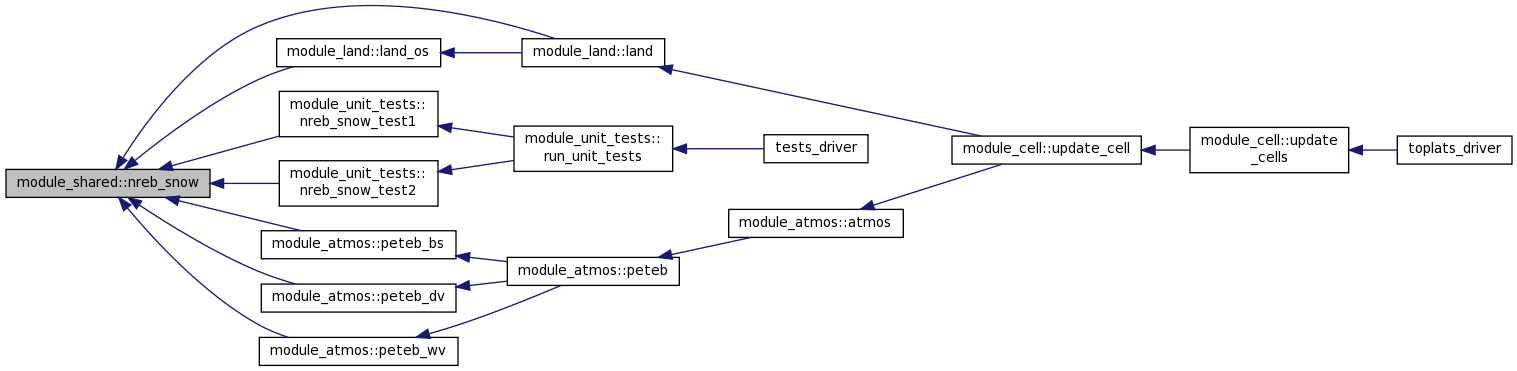 module_land::land_os
module_land::land
module_unit_tests::
nreb_snow_test1
module_unit_tests::
run_unit_tests
tests_driver
module_cell::update_cell
module_cell::update
_cells
toplats_driver
module_shared::nreb_snow
module_unit_tests::
nreb_snow_test2
module_atmos::atmos
module_atmos::peteb_bs
module_atmos::peteb
module_atmos::peteb_dv
module_atmos::peteb_wv